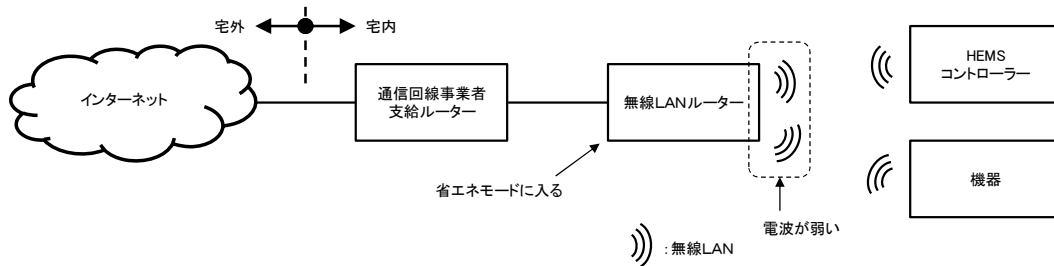 宅外
宅内
インターネット
通信回線事業者
支給ルーター
無線LANルーター
HEMS
コントローラー
機器
省エネモードに入る
電波が弱い
：無線LAN